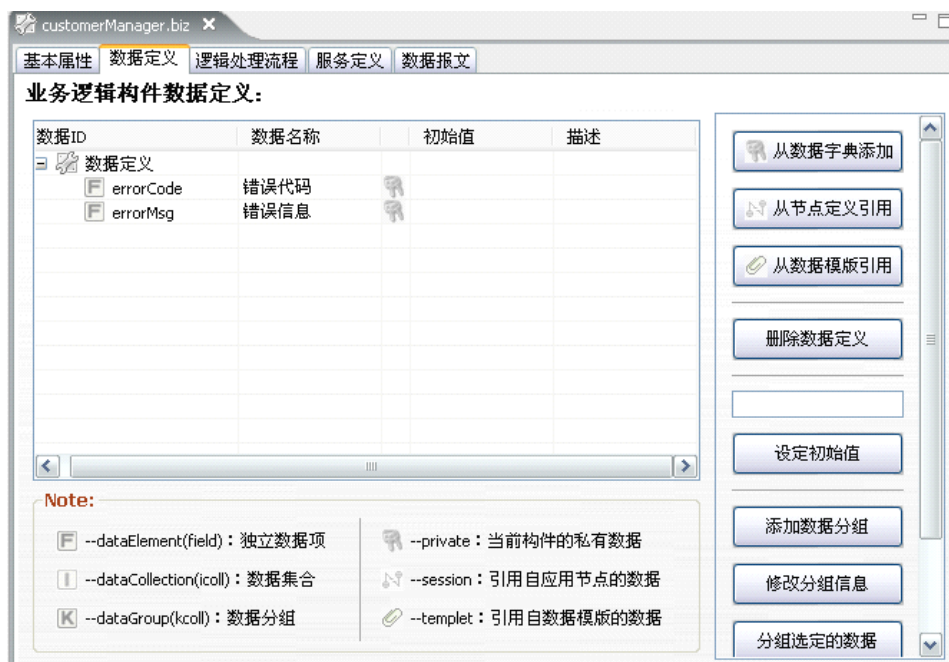 customerManager.biz
基本属性 数据定义 逻辑处理流程 服务定义 数据报文
业务逻辑构件数据定义：
数据ID 数据名称 初始值 描述
数据定义
F errorCode 错误代码
F errorMsg 错误信息
从数据字典添加
从节点定义引用
从数据模版引用
删除数据定义
设定初始值
添加数据分组
修改分组信息
分组选定的数据
Note:
F --dataElement(field)：独立数据项
I --dataCollection(icoll)：数据集合
K --dataGroup(kcoll)：数据分组
--private：当前构件的私有数据
--session：引用自应用节点的数据
--templet：引用自数据模版的数据